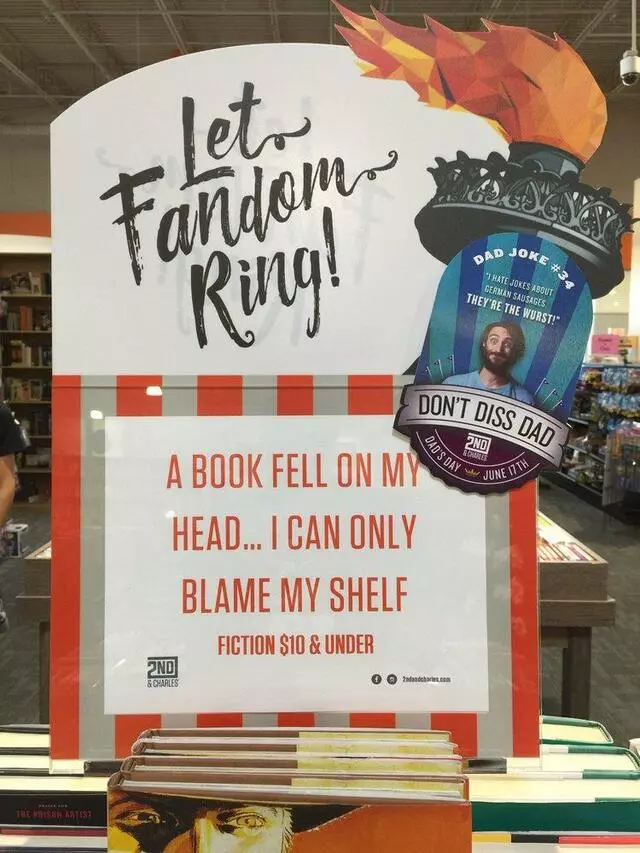 Let
Fandom
Ring!
DAD JOKE #34
"I HATE JOKES ABOUT
GERMAN SAUSAGES
THEY'RE THE WURST!"
DON'T DISS DAD
2ND
& CHARLES
DAD'S DAY JUNE 17TH
A BOOK FELL ON MY
HEAD... I CAN ONLY
BLAME MY SHELF
FICTION $10 & UNDER
2ND
& CHARLES
2ndandcharles.com
THE PRISON ARTIST